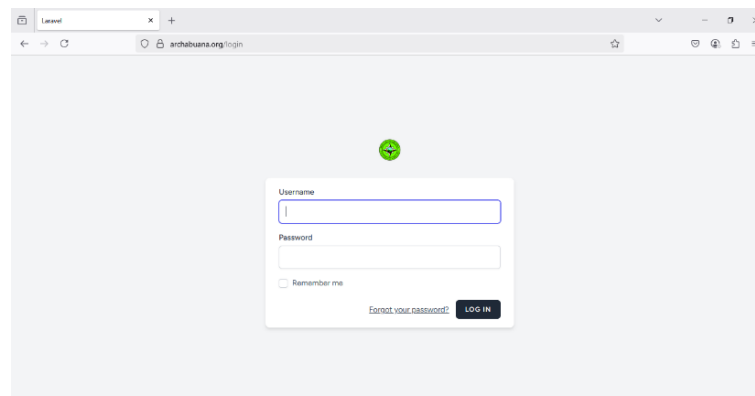 Laravel
archabuana.org/login
Username
Password
Remember me
Forgot your password? LOG IN